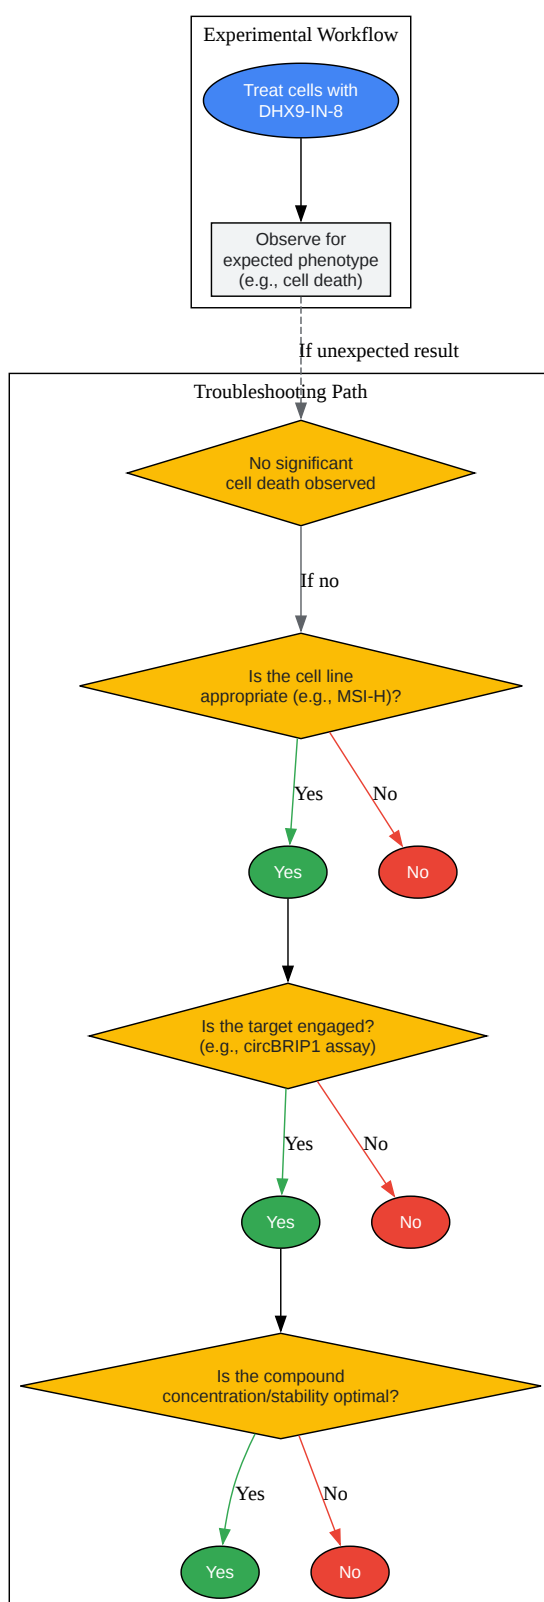 Experimental Workflow
Treat cells with
DHX9-IN-8
Observe for
expected phenotype
(e.g., cell death)
If unexpected result
Troubleshooting Path
No significant
cell death observed
If no
Is the cell line
appropriate (e.g., MSI-H)?
Yes
No
Yes
No
Is the target engaged?
(e.g., circBRIP1 assay)
Yes
No
Yes
No
Is the compound
concentration/stability optimal?
Yes
No
Yes
No